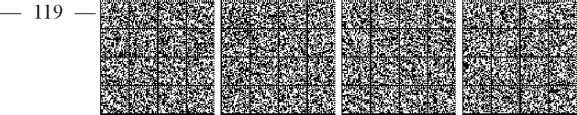 — 119 —